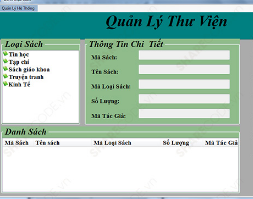 Quản Lý Hệ Thống
Quản Lý Thư Viện
Loại Sách
Tin học
Tạp chí
Sách giáo khoa
Truyện tranh
Kinh Tế
Thông Tin Chi Tiết
Mã Sách:
Tên Sách:
Mã Loại Sách:
Số Lượng:
Mã Tác Giả:
Danh Sách
Mã Sách Tên sách Mã Loại Sách Số Lượng Mã Tác Giả